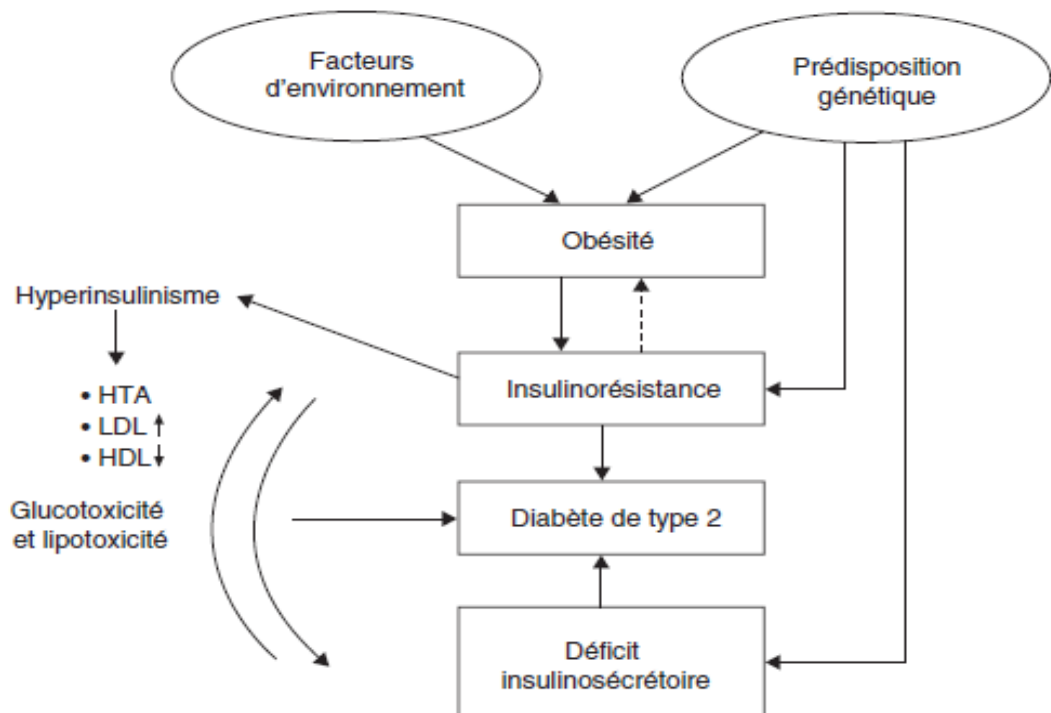 Facteurs
d'environnement
Prédisposition
génétique
Obésité
Hyperinsulinisme
Insulinorésistance
• HTA
• LDL ↑
• HDL ↓
Glucotoxicité
et lipotoxicité
Diabète de type 2
Déficit
insulinosécrétoire